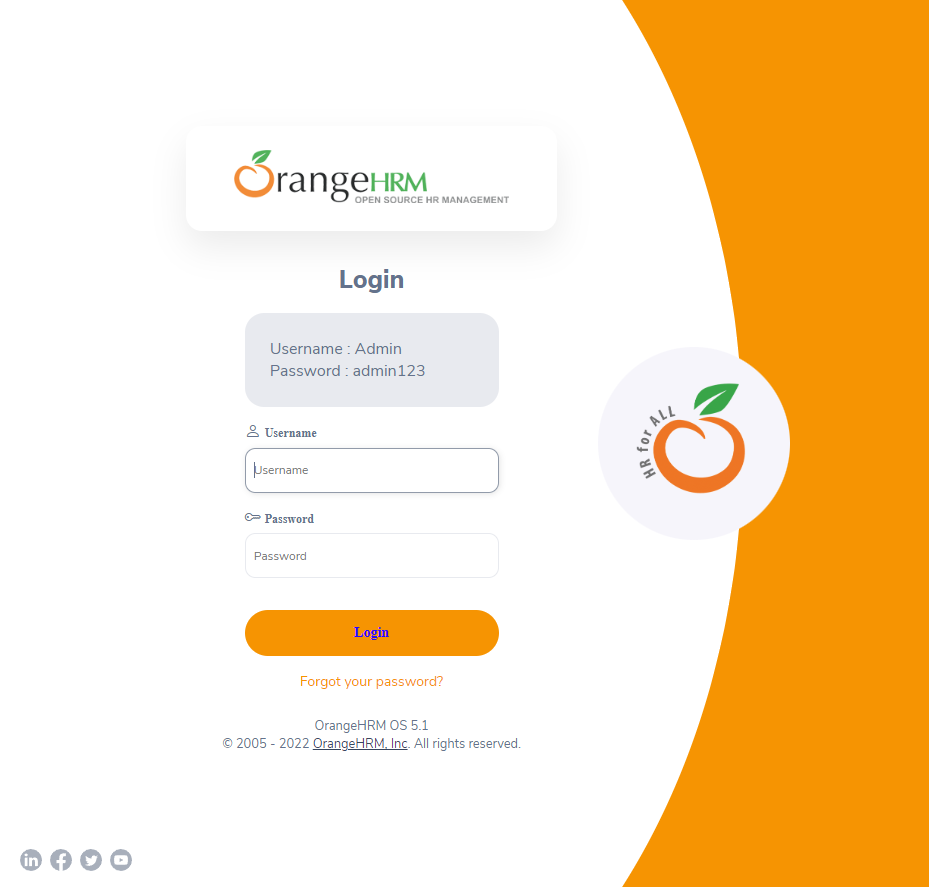 OrangeHRM
OPEN SOURCE HR MANAGEMENT
Login
Username : Admin
Password : admin123
Username
Username
Password
Password
Login
Forgot your password?
OrangeHRM OS 5.1
© 2005 - 2022 OrangeHRM, Inc. All rights reserved.
HR for ALL